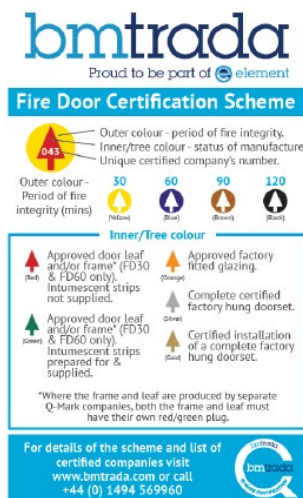 bmtrada
Proud to be part of e element
Fire Door Certification Scheme
043
Outer colour - period of fire integrity.
Inner/tree colour - status of manufacture
Unique certified company's number.
Outer colour -
Period of fire
integrity (mins)
30 60 90 120
(Yellow) (Blue) (Brown) (Black)
Inner/Tree colour
(Red)
Approved door leaf
and/or frame* (FD30
& FD60 only).
Intumescent strips
not supplied.
(Green)
Approved door leaf
and/or frame* (FD30
& FD60 only).
Intumescent strips
prepared for &
supplied.
(Orange)
Approved factory
fitted glazing.
(Silver)
Complete certified
factory hung doorset.
(Gold)
Certified installation
of a complete factory
hung doorset.
*Where the frame and leaf are produced by separate
Q-Mark companies, both the frame and leaf must
have their own red/green plug.
For details of the scheme and list of
certified companies visit
www.bmtrada.com or call
+44 (0) 1494 569960
bmtrada
bmtrada